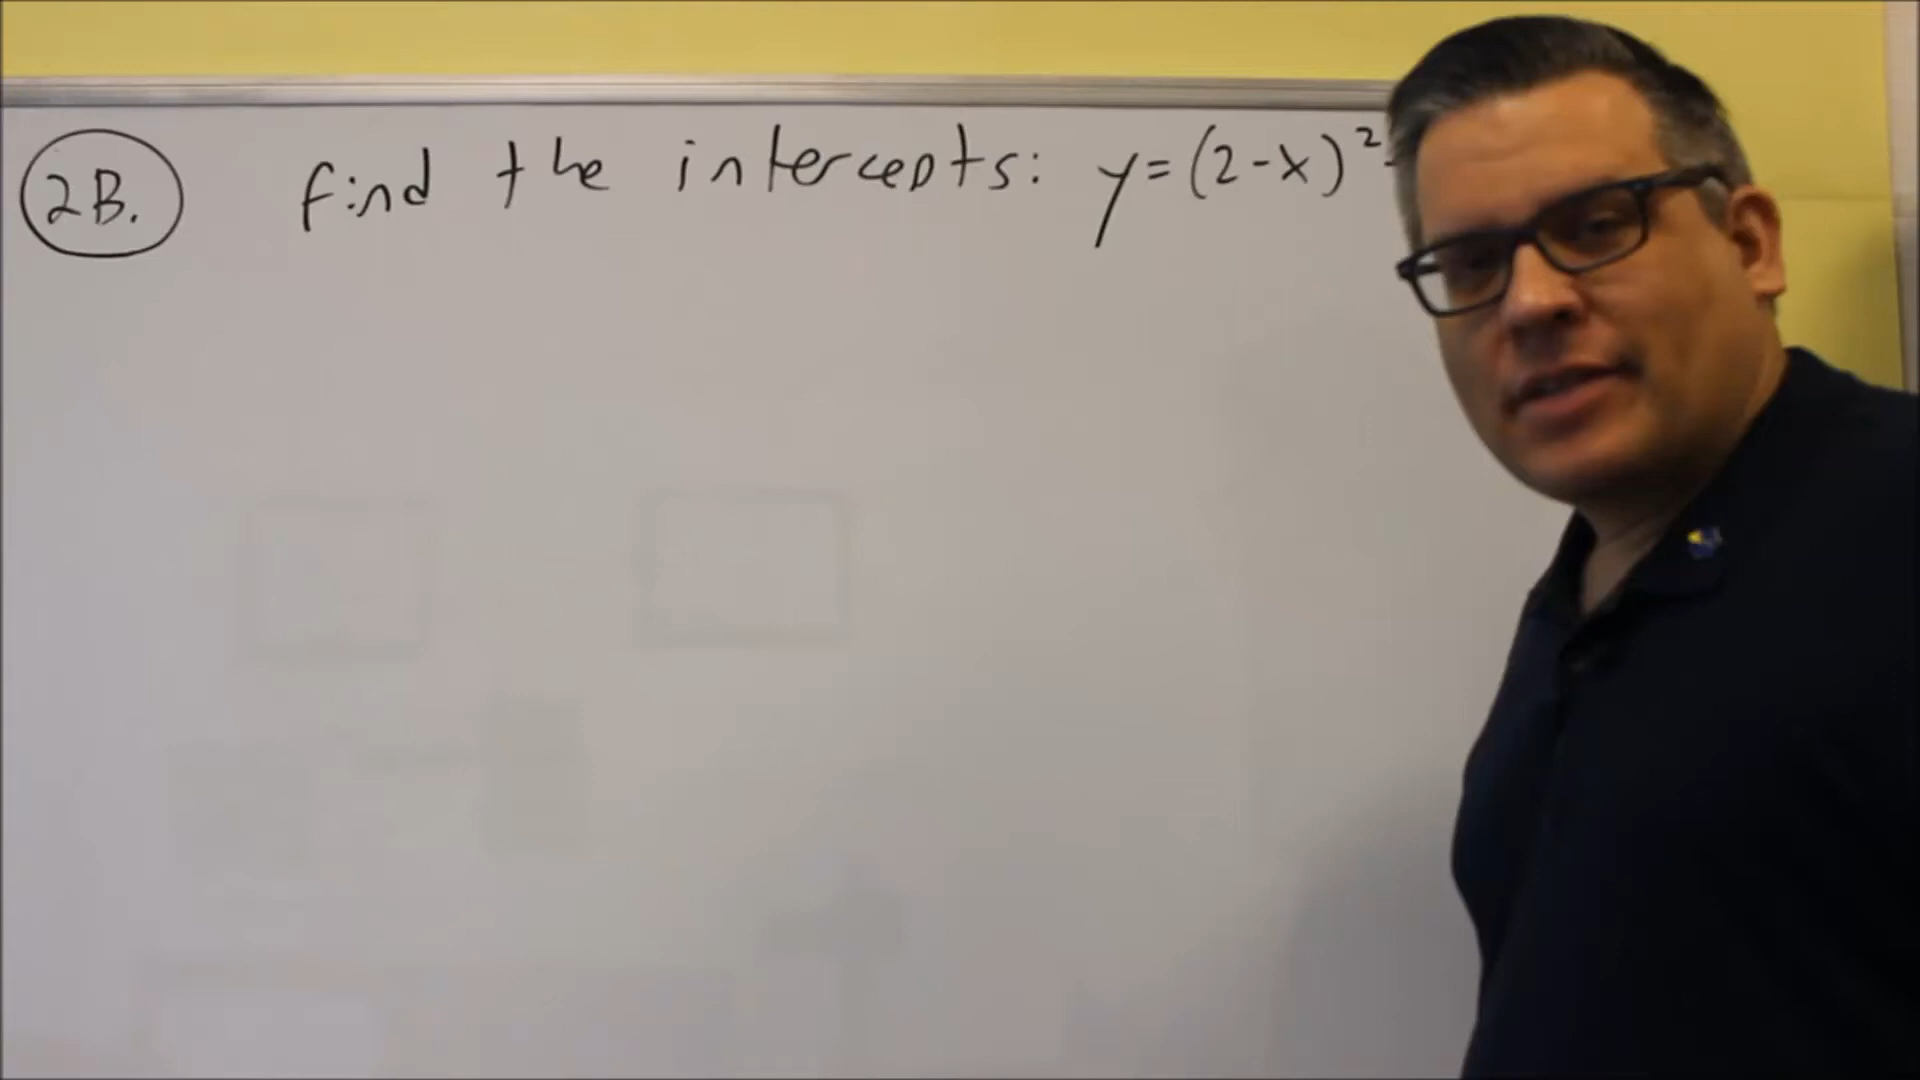 2B. find the intercepts: y=(2-x)²